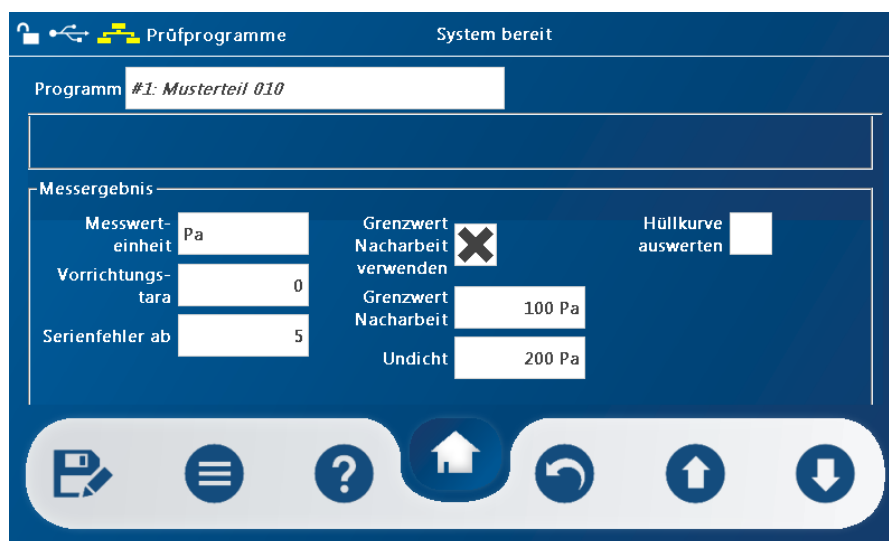 Prüfprogramme
System bereit
Programm
#1: Musterteil 010
Messergebnis
Messwert-
einheit
Pa
Vorrichtungs-
tara
0
Serienfehler ab
5
Grenzwert
Nacharbeit
verwenden
Grenzwert
Nacharbeit
100 Pa
Undicht
200 Pa
Hüllkurve
auswerten
?